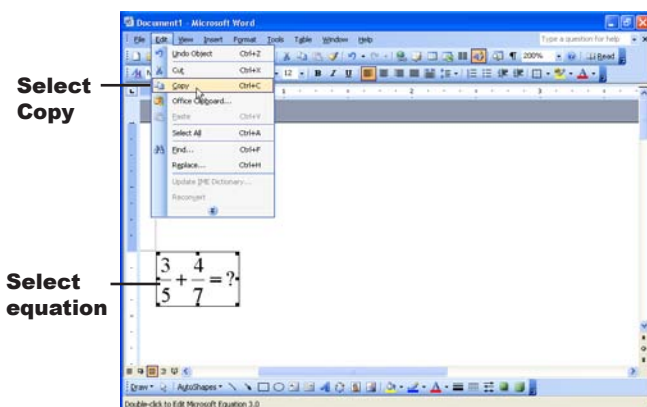 Document1 - Microsoft Word
File Edit View Insert Format Tools Table Window Help
Type a question for help
200%
Read
12
B I U
Undo Object Ctrl+Z
Cut Ctrl+X
Select Copy
Copy Ctrl+C
Office Clipboard...
Paste Ctrl+V
Select All Ctrl+A
Find... Ctrl+F
Replace... Ctrl+H
Update IME Dictionary...
Reconvert
Select equation
3/5 + 4/7 = ?
Draw AutoShapes
Double-click to Edit Microsoft Equation 3.0